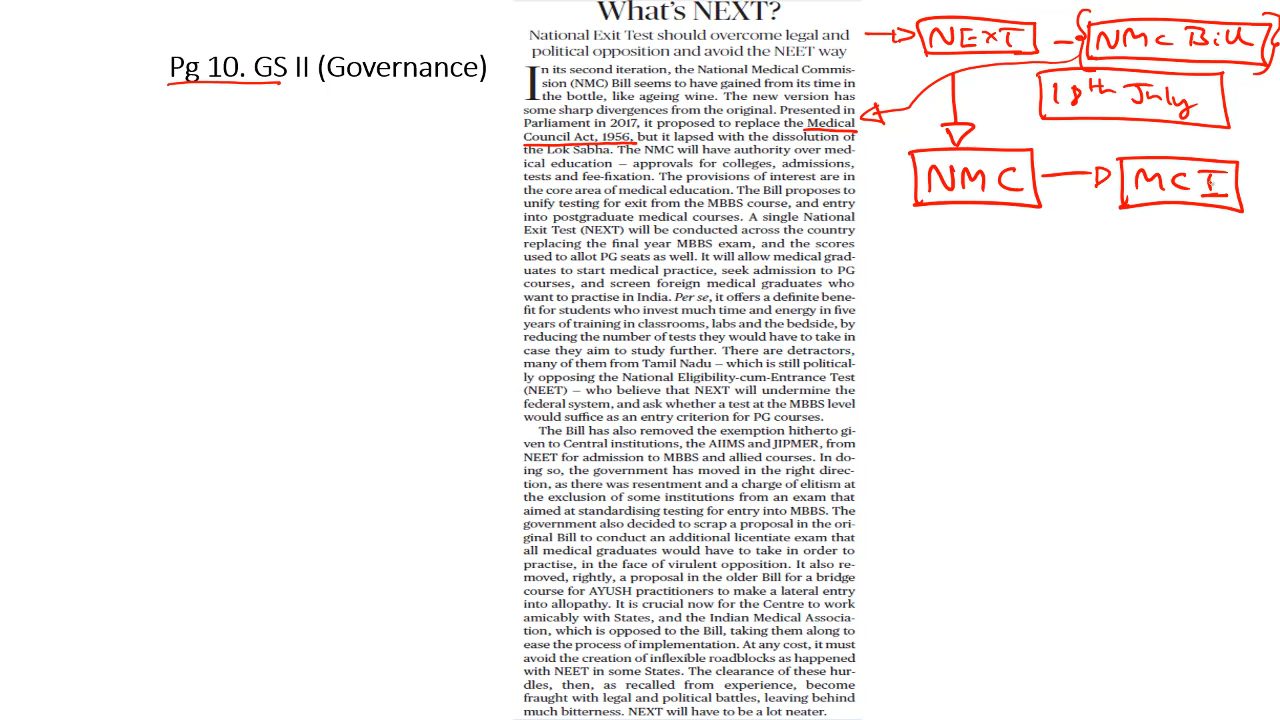 Pg 10. GS II (Governance)
What's NEXT?
National Exit Test should overcome legal and
political opposition and avoid the NEET way
In its second iteration, the National Medical Commis-
sion (NMC) Bill seems to have gained from its time in
the bottle, like ageing wine. The new version has
some sharp divergences from the original. Presented in
Parliament in 2017, it proposed to replace the Medical
Council Act, 1956, but it lapsed with the dissolution of
the Lok Sabha. The NMC will have authority over med-
ical education – approvals for colleges, admissions,
tests and fee-fixation. The provisions of interest are in
the core area of medical education. The Bill proposes to
unify testing for exit from the MBBS course, and entry
into postgraduate medical courses. A single National
Exit Test (NEXT) will be conducted across the country
replacing the final year MBBS exam, and the scores
used to allot PG seats as well. It will allow medical grad-
uates to start medical practice, seek admission to PG
courses, and screen foreign medical graduates who
want to practise in India. Per se, it offers a definite bene-
fit for students who invest much time and energy in five
years of training in classrooms, labs and the bedside, by
reducing the number of tests they would have to take in
case they aim to study further. There are detractors,
many of them from Tamil Nadu – which is still political-
ly opposing the National Eligibility-cum-Entrance Test
(NEET) – who believe that NEXT will undermine the
federal system, and ask whether a test at the MBBS level
would suffice as an entry criterion for PG courses.
The Bill has also removed the exemption hitherto gi-
ven to Central institutions, the AIIMS and JIPMER, from
NEET for admission to MBBS and allied courses. In do-
ing so, the government has moved in the right direc-
tion, as there was resentment and a charge of elitism at
the exclusion of some institutions from an exam that
aimed at standardising testing for entry into MBBS. The
government also decided to scrap a proposal in the ori-
ginal Bill to conduct an additional licentiate exam that
all medical graduates would have to take in order to
practise, in the face of virulent opposition. It also re-
moved, rightly, a proposal in the older Bill for a bridge
course for AYUSH practitioners to make a lateral entry
into allopathy. It is crucial now for the Centre to work
amicably with States, and the Indian Medical Associa-
tion, which is opposed to the Bill, taking them along to
ease the process of implementation. At any cost, it must
avoid the creation of inflexible roadblocks as happened
with NEET in some States. The clearance of these hur-
dles, then, as recalled from experience, become
fraught with legal and political battles, leaving behind
much bitterness. NEXT will have to be a lot neater.
NExT – NMC Bill
18th July
NMC MCI